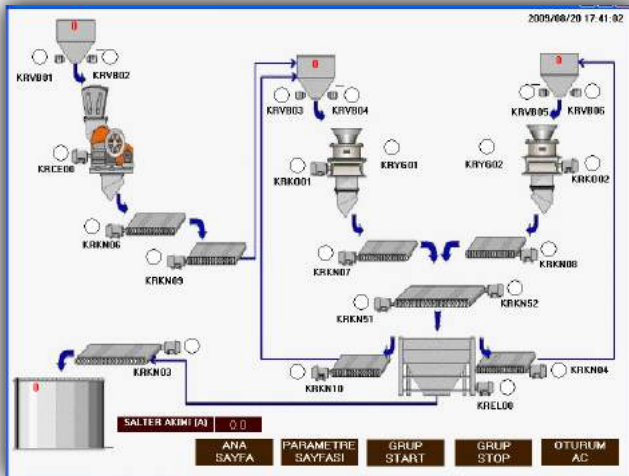 2009/08/20 17:41:02
0
0
0
KRVB01
KRVB02
KRVB03
KRVB04
KRVB05
KRVB06
KRCE00
KRKO01
KRYG01
KRYG02
KRKO02
KRKN06
KRKN09
KRKN07
KRKN08
KRKN51
KRKN52
KRKN03
KRKN10
KRKN04
KREL00
0
SALTER AKIMI (A)
0.0
ANA
SAYFA
PARAMETRE
SAYFASI
GRUP
START
GRUP
STOP
OTURUM
AC